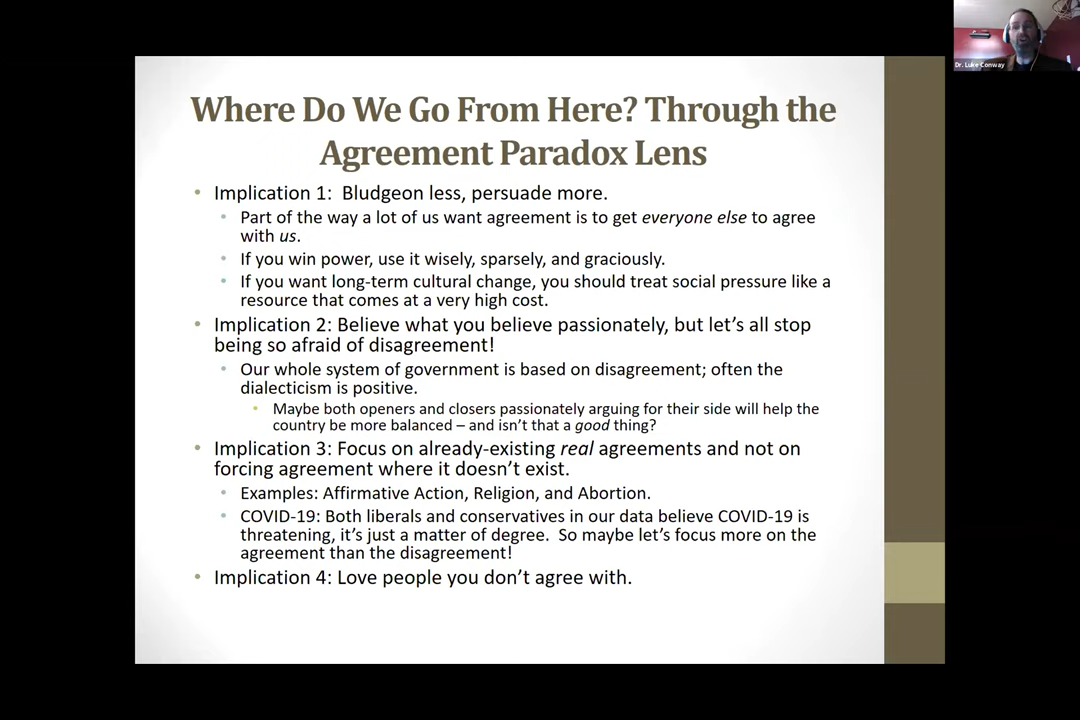 Dr. Luke Conway
Where Do We Go From Here? Through the
Agreement Paradox Lens
• Implication 1:  Bludgeon less, persuade more.
• Part of the way a lot of us want agreement is to get everyone else to agree
with us.
• If you win power, use it wisely, sparsely, and graciously.
• If you want long-term cultural change, you should treat social pressure like a
resource that comes at a very high cost.
• Implication 2: Believe what you believe passionately, but let's all stop
being so afraid of disagreement!
• Our whole system of government is based on disagreement; often the
dialecticism is positive.
• Maybe both openers and closers passionately arguing for their side will help the
country be more balanced – and isn't that a good thing?
• Implication 3: Focus on already-existing real agreements and not on
forcing agreement where it doesn't exist.
• Examples: Affirmative Action, Religion, and Abortion.
• COVID-19: Both liberals and conservatives in our data believe COVID-19 is
threatening, it's just a matter of degree.  So maybe let's focus more on the
agreement than the disagreement!
• Implication 4: Love people you don't agree with.